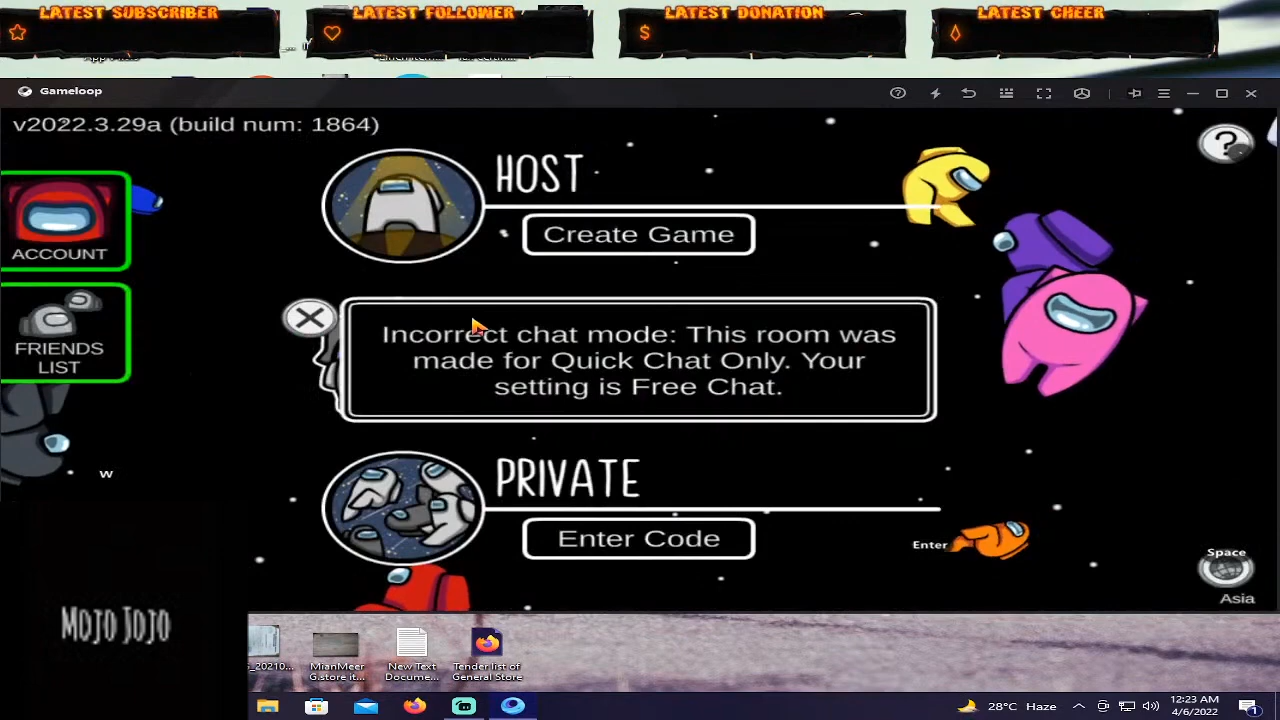 LATEST SUBSCRIBER
LATEST FOLLOWER
LATEST DONATION
LATEST CHEER
Gameloop
v2022.3.29a (build num: 1864)
HOST
Create Game
ACCOUNT
FRIENDS
LIST
Incorrect chat mode: This room was
made for Quick Chat Only. Your
setting is Free Chat.
w
PRIVATE
Enter Code
Enter
Space
Asia
MOJO JOJO
_20210...
MianMeer
G.store it...
New Text
Docume...
Tender list of
General Store
28°C Haze
12:23 AM
4/6/2022
1